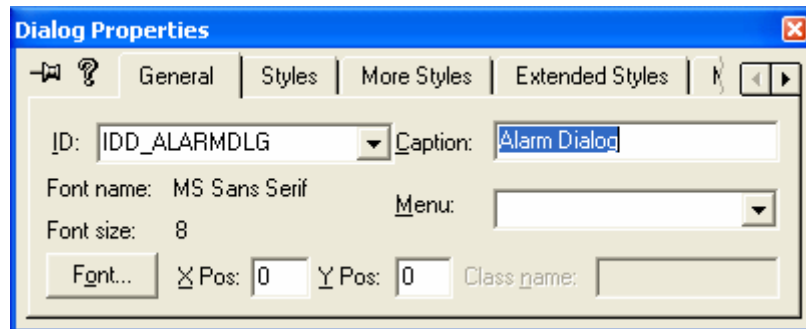 Dialog Properties
General Styles More Styles Extended Styles
ID: IDD_ALARMDLG Caption: Alarm Dialog
Font name: MS Sans Serif
Menu:
Font size: 8
Font... X Pos: 0 Y Pos: 0 Class name: